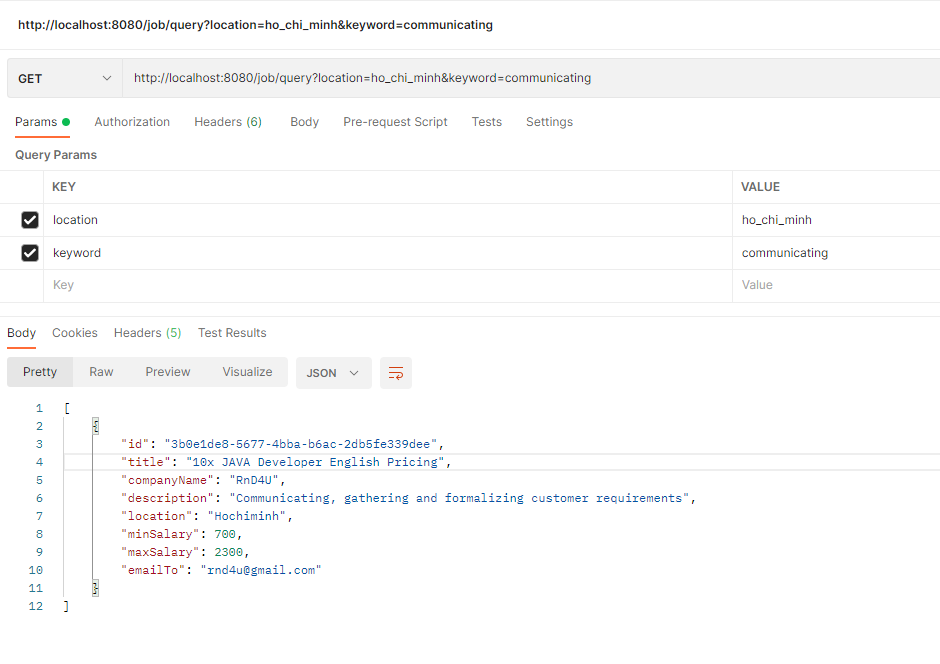 http://localhost:8080/job/query?location=ho_chi_minh&keyword=communicating
GET http://localhost:8080/job/query?location=ho_chi_minh&keyword=communicating
Params Authorization Headers (6) Body Pre-request Script Tests Settings
Query Params
KEY VALUE
location ho_chi_minh
keyword communicating
Key Value
Body Cookies Headers (5) Test Results
Pretty Raw Preview Visualize JSON
1 [
2 {
3 "id": "3b0e1de8-5677-4bba-b6ac-2db5fe339dee",
4 "title": "10x JAVA Developer English Pricing",
5 "companyName": "RnD4U",
6 "description": "Communicating, gathering and formalizing customer requirements",
7 "location": "Hochiminh",
8 "minSalary": 700,
9 "maxSalary": 2300,
10 "emailTo": "rnd4u@gmail.com"
11 }
12 ]